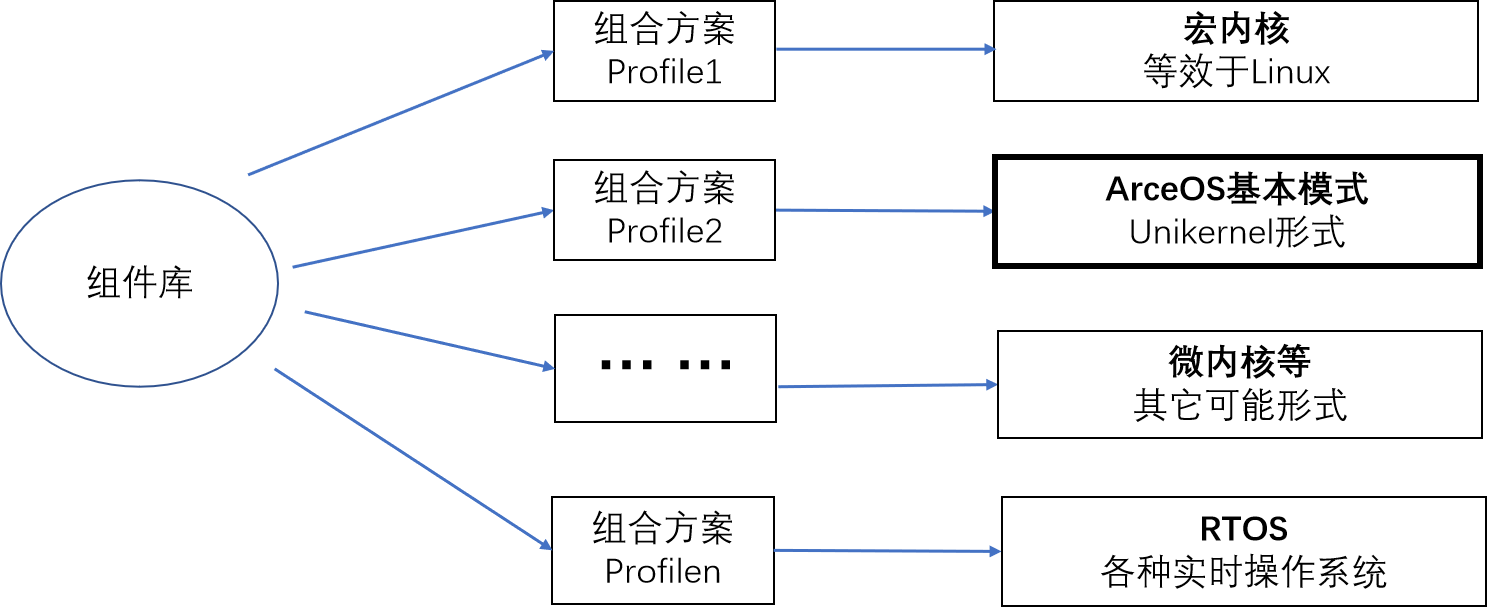 组合方案
Profile1
宏内核
等效于Linux
组合方案
Profile2
ArceOS基本模式
Unikernel形式
组件库
… …
微内核等
其它可能形式
组合方案
Profilen
RTOS
各种实时操作系统